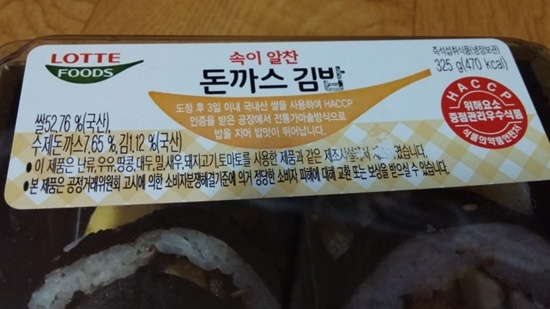 LOTTE
FOODS
속이 알찬
돈까스 김밥
즉석섭취식품(냉장보관)
325 g(470 kcal)
도정 후 3일 이내 국내산 쌀을 사용하여 HACCP
인증을 받은 공장에서 전통가마솥방식으로
밥을 지어 밥맛이 뛰어납니다.
HACCP
위해요소
중점관리우수식품
식품의약품안전처
쌀52.76 %(국산),
수제돈까스7.65 %, 김1.12 %(국산)
● 이 제품은 난류,우유,땅콩,대두,밀,새우,돼지고기,토마토를 사용한 제품과 같은 제조시설에서
● 본 제품은 공정거래위원회 고시에 의한 소비자분쟁해결기준에 의거 정당한 소비자 피해에 대해 교환 또는 보상을 받으실 수 있습니다.